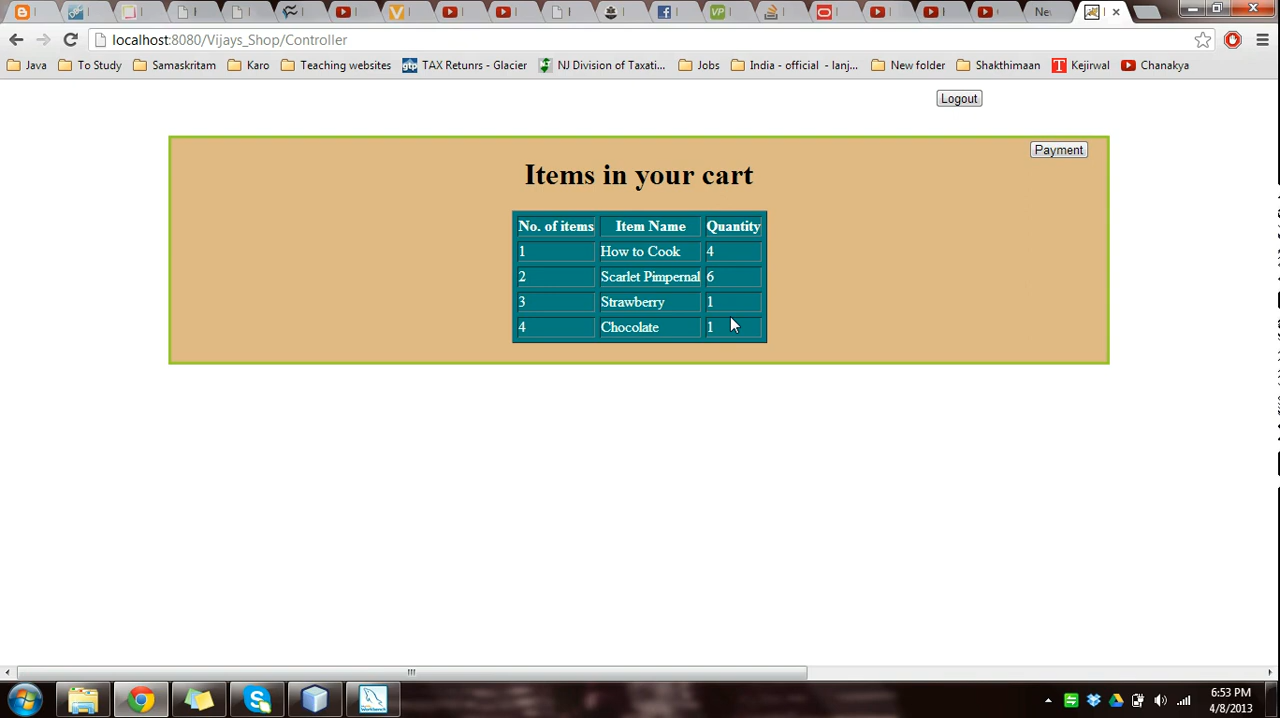 New
localhost:8080/Vijays_Shop/Controller
Java To Study Samaskritam Karo Teaching websites TAX Retunrs - Glacier NJ Division of Taxati... Jobs India - official - lanj... New folder Shakthimaan Kejirwal Chanakya
Logout
Payment
Items in your cart
No. of items Item Name Quantity
1 How to Cook 4
2 Scarlet Pimpernal 6
3 Strawberry 1
4 Chocolate 1
6:53 PM
4/8/2013